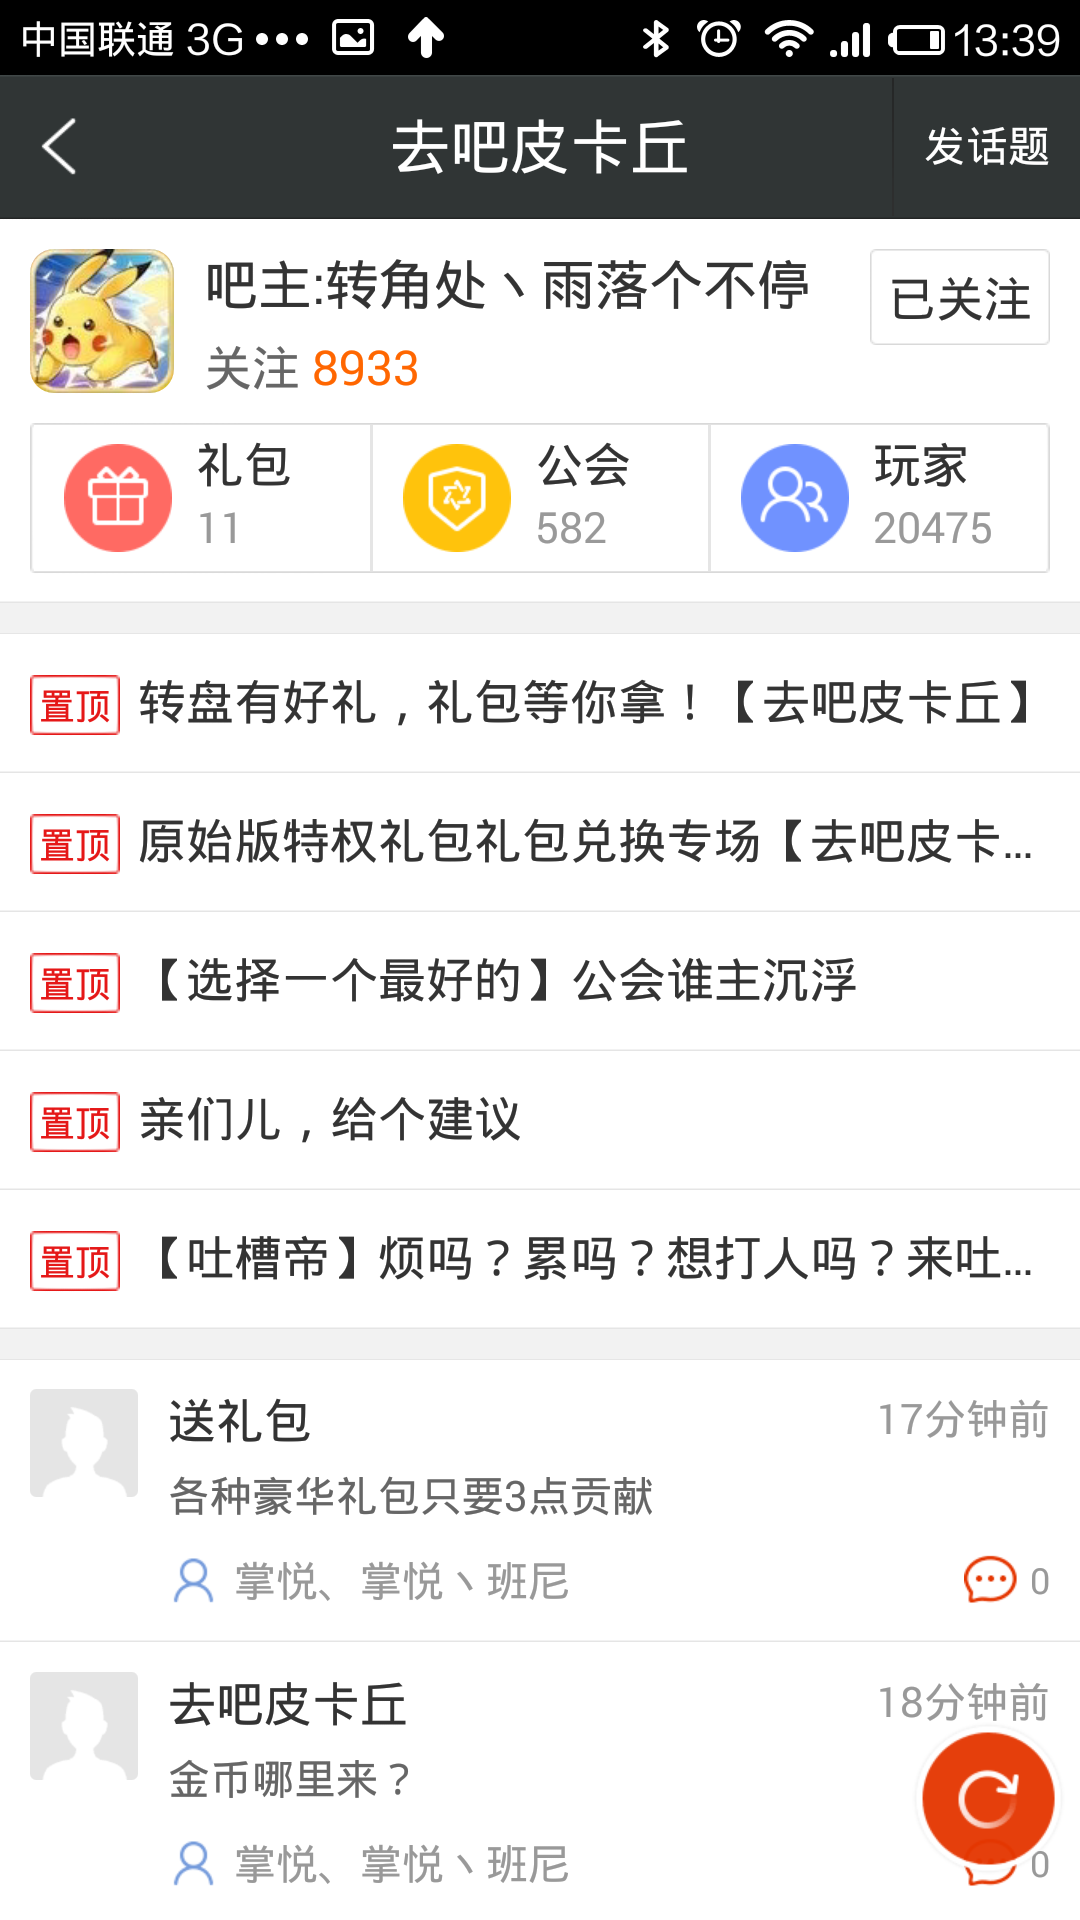 中国联通 3G
13:39
去吧皮卡丘
发话题
吧主:转角处丶雨落个不停
已关注
关注 8933
礼包
11
公会
582
玩家
20475
置顶 转盘有好礼，礼包等你拿！【去吧皮卡丘】
置顶 原始版特权礼包礼包兑换专场【去吧皮卡...
置顶 【选择一个最好的】公会谁主沉浮
置顶 亲们儿，给个建议
置顶 【吐槽帝】烦吗？累吗？想打人吗？来吐...
送礼包 17分钟前
各种豪华礼包只要3点贡献
掌悦、掌悦丶班尼 0
去吧皮卡丘 18分钟前
金币哪里来？
掌悦、掌悦丶班尼 0